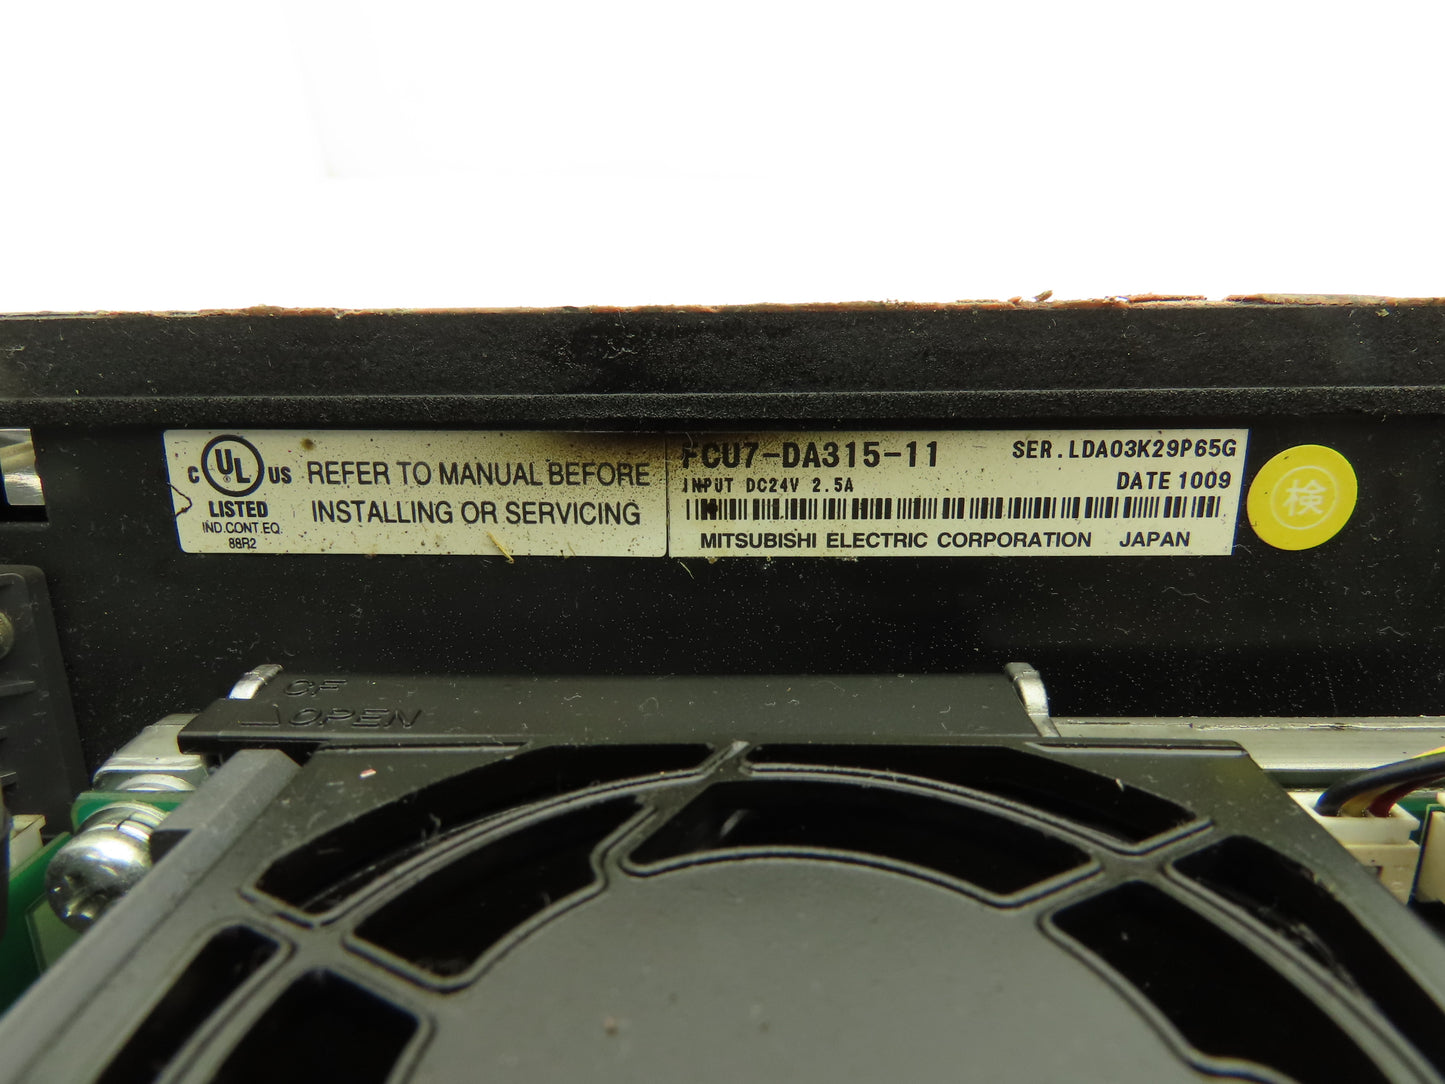 C UL US
LISTED
IND.CONT.EQ.
88R2
REFER TO MANUAL BEFORE
INSTALLING OR SERVICING
FCU7-DA315-11 SER.LDA03K29P65G
INPUT DC24V 2.5A DATE 1009
MITSUBISHI ELECTRIC CORPORATION JAPAN
検
CF
OPEN